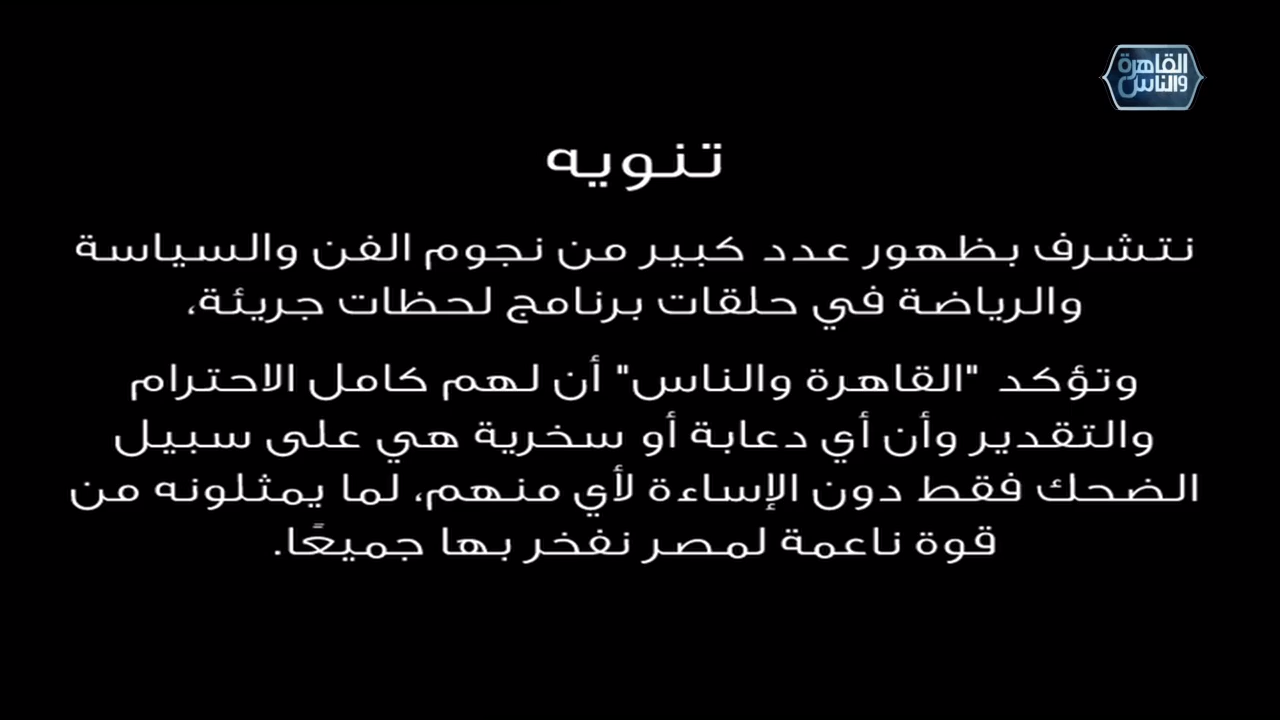 القاهرة
والناس
تنويه
نتشرف بظهور عدد كبير من نجوم الفن والسياسة
والرياضة في حلقات برنامج لحظات جريئة،
وتؤكد "القاهرة والناس" أن لهم كامل الاحترام
والتقدير وأن أي دعابة أو سخرية هي على سبيل
الضحك فقط دون الإساءة لأي منهم، لما يمثلونه من
قوة ناعمة لمصر نفخر بها جميعًا.